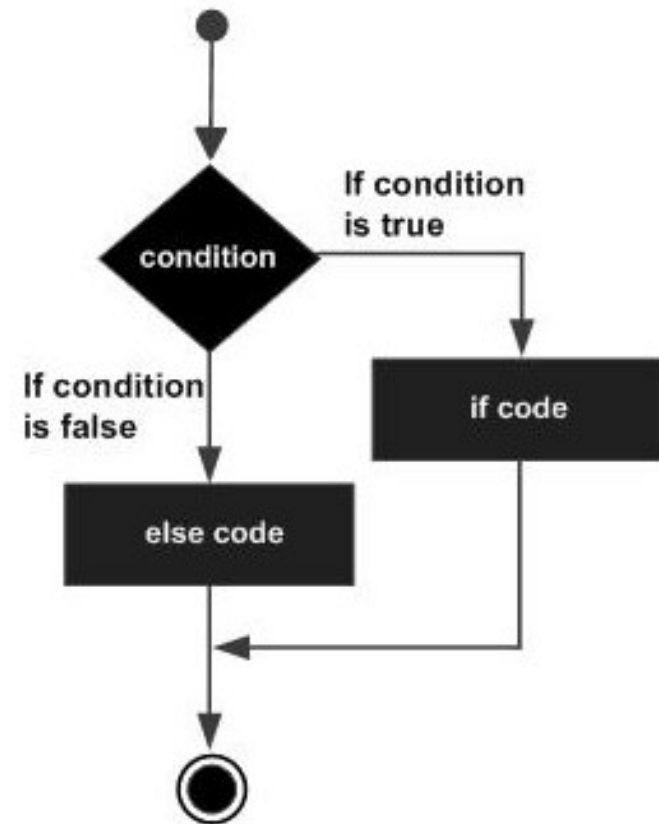 If condition
is true
condition
If condition
is false
if code
else code